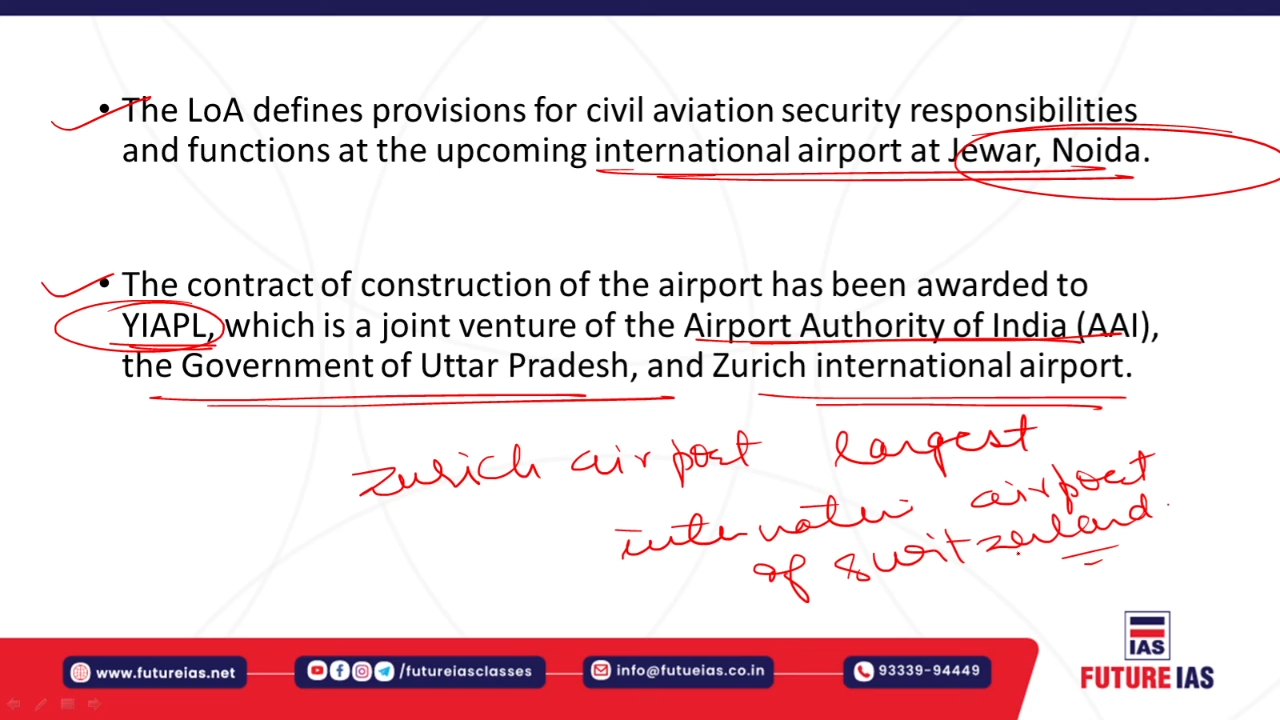 • The LoA defines provisions for civil aviation security responsibilities
and functions at the upcoming international airport at Jewar, Noida.
• The contract of construction of the airport has been awarded to
YIAPL, which is a joint venture of the Airport Authority of India (AAI),
the Government of Uttar Pradesh, and Zurich international airport.
zurich airport largest
internatin airport
of switzerland.
www.futureias.net
/futureiasclasses
info@futueias.co.in
93339-94449
IAS
FUTURE IAS